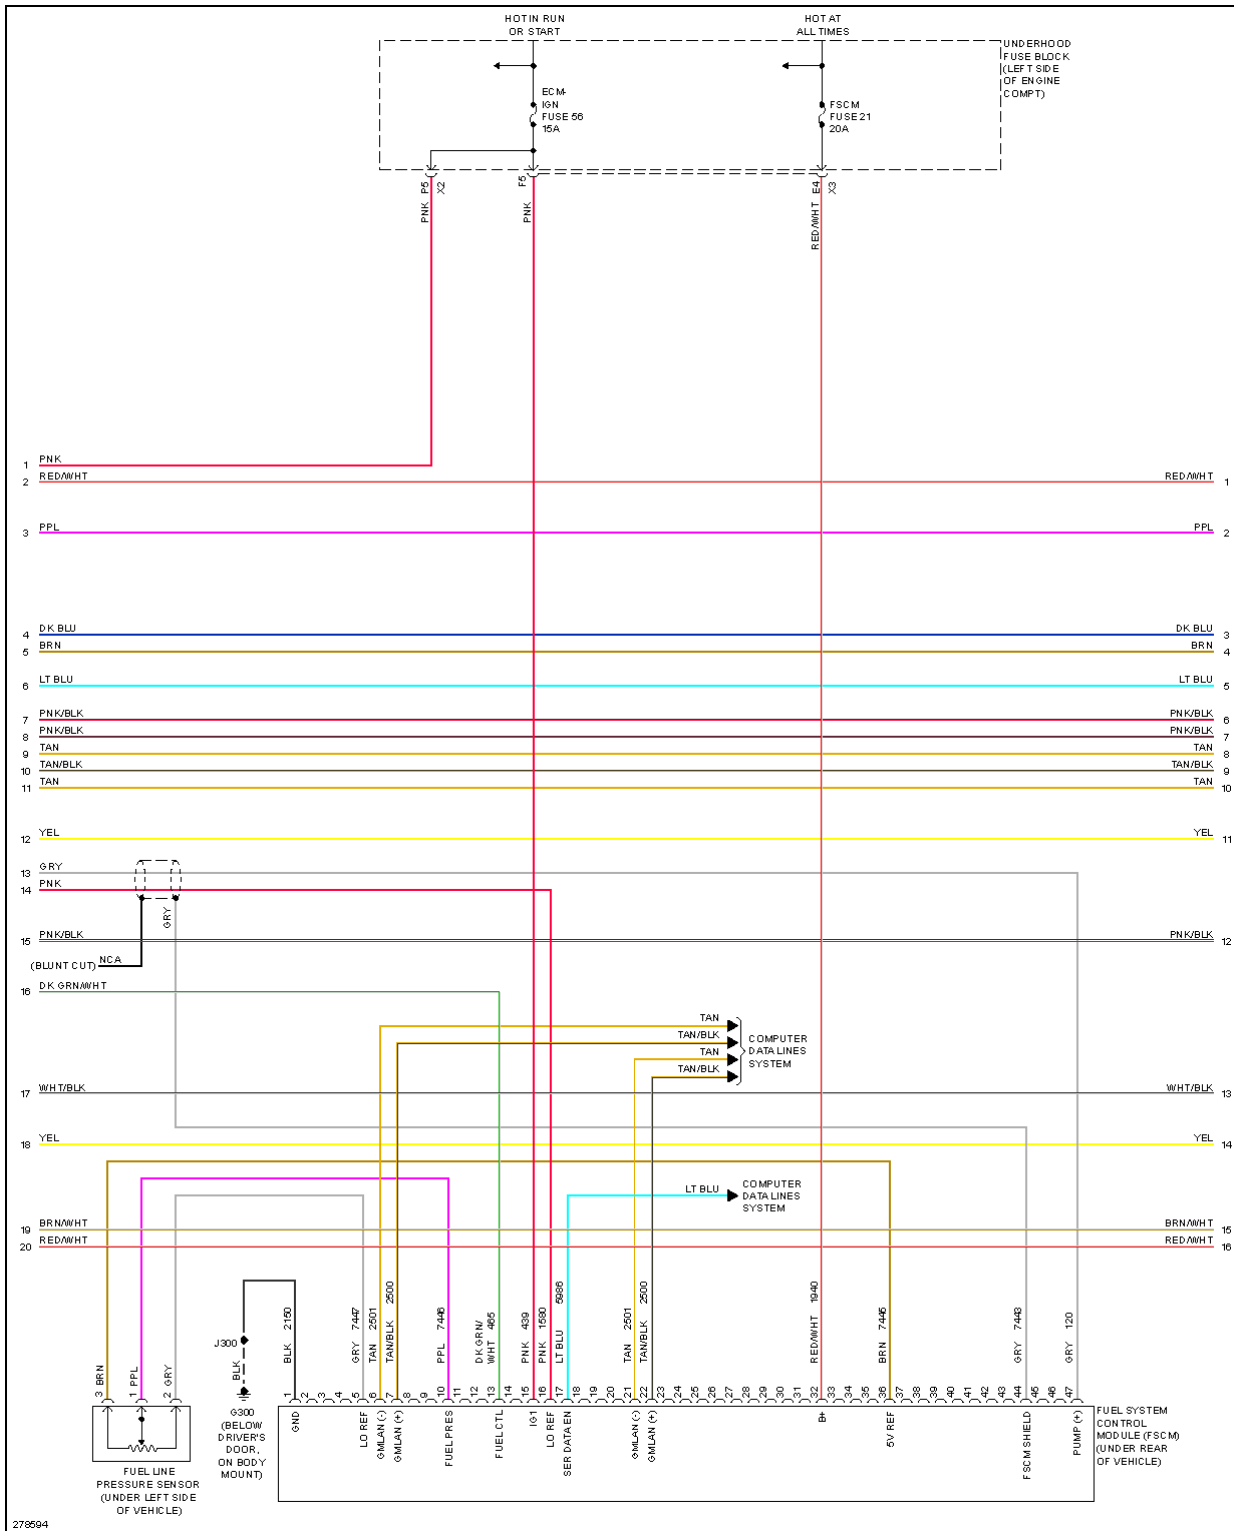 HOT IN RUN
OR START
HOT AT
ALL TIMES
UNDERHOOD
FUSE BLOCK
(LEFT SIDE
OF ENGINE
COMPT)
ECM-
IGN
FUSE 56
15A
FSCM
FUSE 21
20A
P5
X2
F5
E4
X3
PNK
PNK
RED/WHT
1 PNK
2 RED/WHT
RED/WHT 1
3 PPL
PPL 2
4 DK BLU
DK BLU 3
5 BRN
BRN 4
6 LT BLU
LT BLU 5
7 PNK/BLK
PNK/BLK 6
8 PNK/BLK
PNK/BLK 7
9 TAN
TAN 8
10 TAN/BLK
TAN/BLK 9
11 TAN
TAN 10
12 YEL
YEL 11
13 GRY
14 PNK
GRY
15 PNK/BLK
PNK/BLK 12
(BLUNT CUT) NCA
16 DK GRN/WHT
TAN
TAN/BLK
TAN
TAN/BLK
COMPUTER
DATA LINES
SYSTEM
17 WHT/BLK
WHT/BLK 13
18 YEL
YEL 14
LT BLU
COMPUTER
DATA LINES
SYSTEM
19 BRN/WHT
BRN/WHT 15
20 RED/WHT
RED/WHT 16
J300
BLK
G300
(BELOW
DRIVER'S
DOOR,
ON BODY
MOUNT)
3 BRN
1 PPL
2 GRY
FUEL LINE
PRESSURE SENSOR
(UNDER LEFT SIDE
OF VEHICLE)
BLK 2150
GRY 7447
TAN 2501
TAN/BLK 2500
PPL 7446
DK GRN/
WHT 465
PNK 439
PNK 1580
LT BLU 5986
TAN 2501
TAN/BLK 2500
RED/WHT 1940
BRN 7445
GRY 7443
GRY 120
1 2 3 4 5 6 7 8 9 10 11 12 13 14 15 16 17 18 19 20 21 22 23 24 25 26 27 28 29 30 31 32 33 34 35 36 37 38 39 40 41 42 43 44 45 46 47
GND
LO REF
GMLAN (-)
GMLAN (+)
FUEL PRES
FUEL CTL
IG1
LO REF
SER DATA EN
GMLAN (-)
GMLAN (+)
B+
5V REF
FSCM SHIELD
PUMP (+)
FUEL SYSTEM
CONTROL
MODULE (FSCM)
(UNDER REAR
OF VEHICLE)
278594